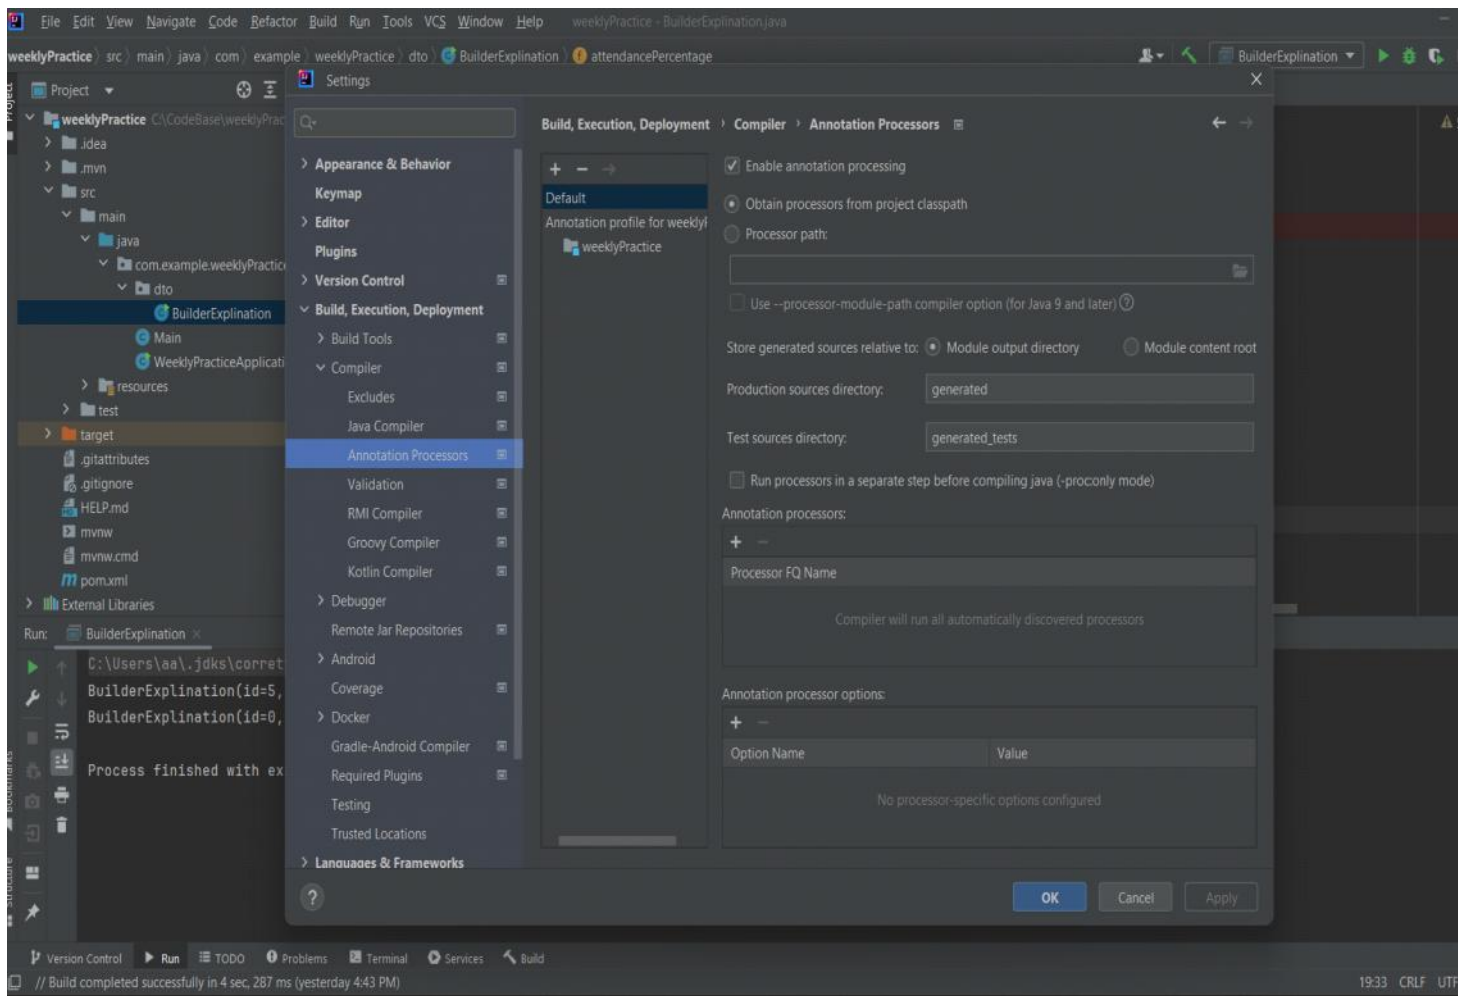 File Edit View Navigate Code Refactor Build Run Tools VCS Window Help weeklyPractice - BuilderExplination.java
weeklyPractice src main java com example weeklyPractice dto BuilderExplination attendancePercentage
BuilderExplination
Project
Project
weeklyPractice C:\CodeBase\weeklyPrac
.idea
.mvn
src
main
java
com.example.weeklyPractic
dto
BuilderExplination
Main
WeeklyPracticeApplicati
resources
test
target
.gitattributes
.gitignore
HELP.md
mvnw
mvnw.cmd
pom.xml
External Libraries
Settings
Appearance & Behavior
Keymap
Editor
Plugins
Version Control
Build, Execution, Deployment
Build Tools
Compiler
Excludes
Java Compiler
Annotation Processors
Validation
RMI Compiler
Groovy Compiler
Kotlin Compiler
Debugger
Remote Jar Repositories
Android
Coverage
Docker
Gradle-Android Compiler
Required Plugins
Testing
Trusted Locations
Languages & Frameworks
Build, Execution, Deployment › Compiler › Annotation Processors
Default
Annotation profile for weeklyP
weeklyPractice
Enable annotation processing
Obtain processors from project classpath
Processor path:
Use --processor-module-path compiler option (for Java 9 and later)
Store generated sources relative to: Module output directory Module content root
Production sources directory: generated
Test sources directory: generated_tests
Run processors in a separate step before compiling java (-proc:only mode)
Annotation processors:
Processor FQ Name
Compiler will run all automatically discovered processors
Annotation processor options:
Option Name Value
No processor-specific options configured
OK Cancel Apply
Run: BuilderExplination
C:\Users\aa\.jdks\corret
BuilderExplination(id=5,
BuilderExplination(id=0,
Process finished with ex
Bookmarks
Structure
Version Control Run TODO Problems Terminal Services Build
// Build completed successfully in 4 sec, 287 ms (yesterday 4:43 PM)
19:33 CRLF UTF